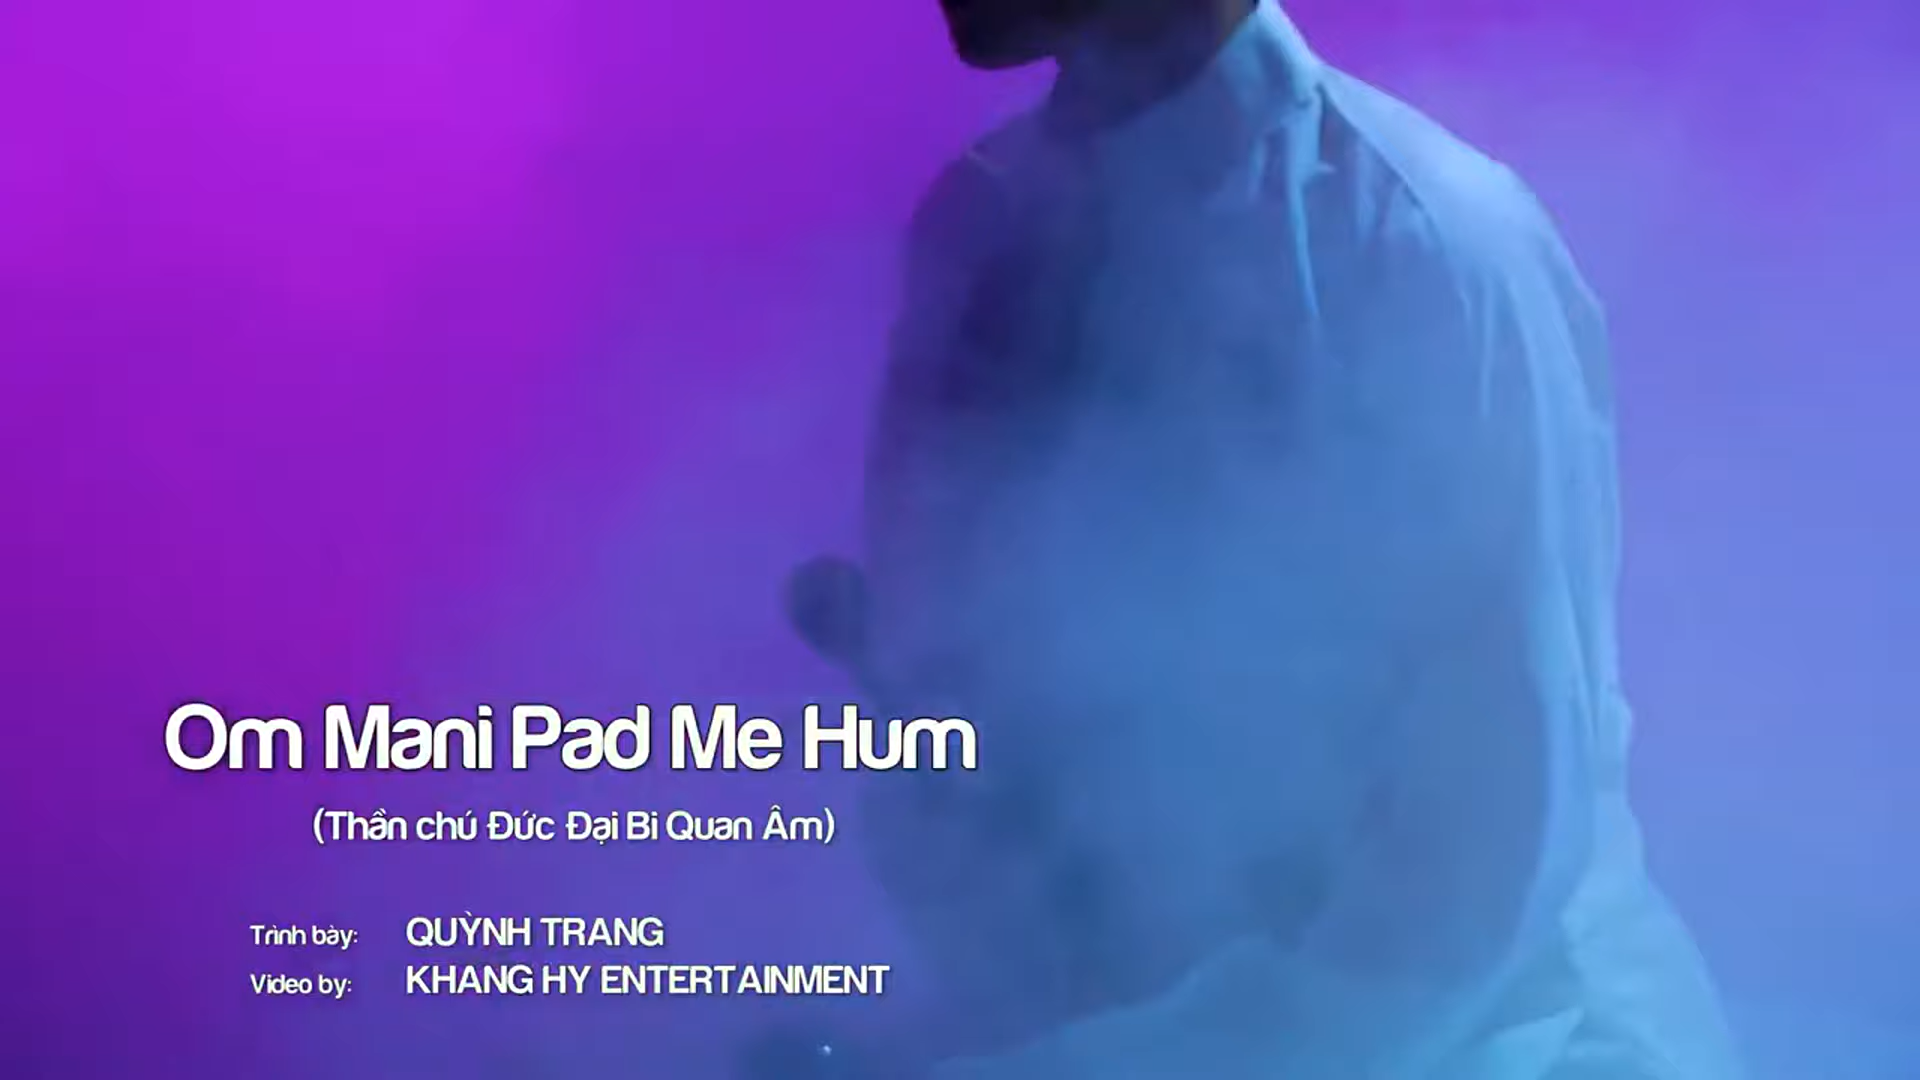 Om Mani Pad Me Hum
(Thần chú Đức Đại Bi Quan Âm)
Trình bày: QUỲNH TRANG
Video by: KHANG HY ENTERTAINMENT